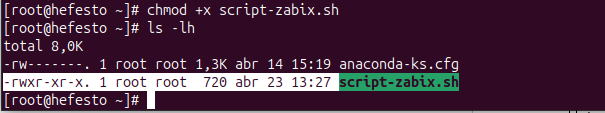 [root@hefesto ~]# chmod +x script-zabix.sh
[root@hefesto ~]# ls -lh
total 8,0K
-rw-------. 1 root root 1,3K abr 14 15:19 anaconda-ks.cfg
-rwxr-xr-x. 1 root root  720 abr 23 13:27 script-zabix.sh
[root@hefesto ~]#